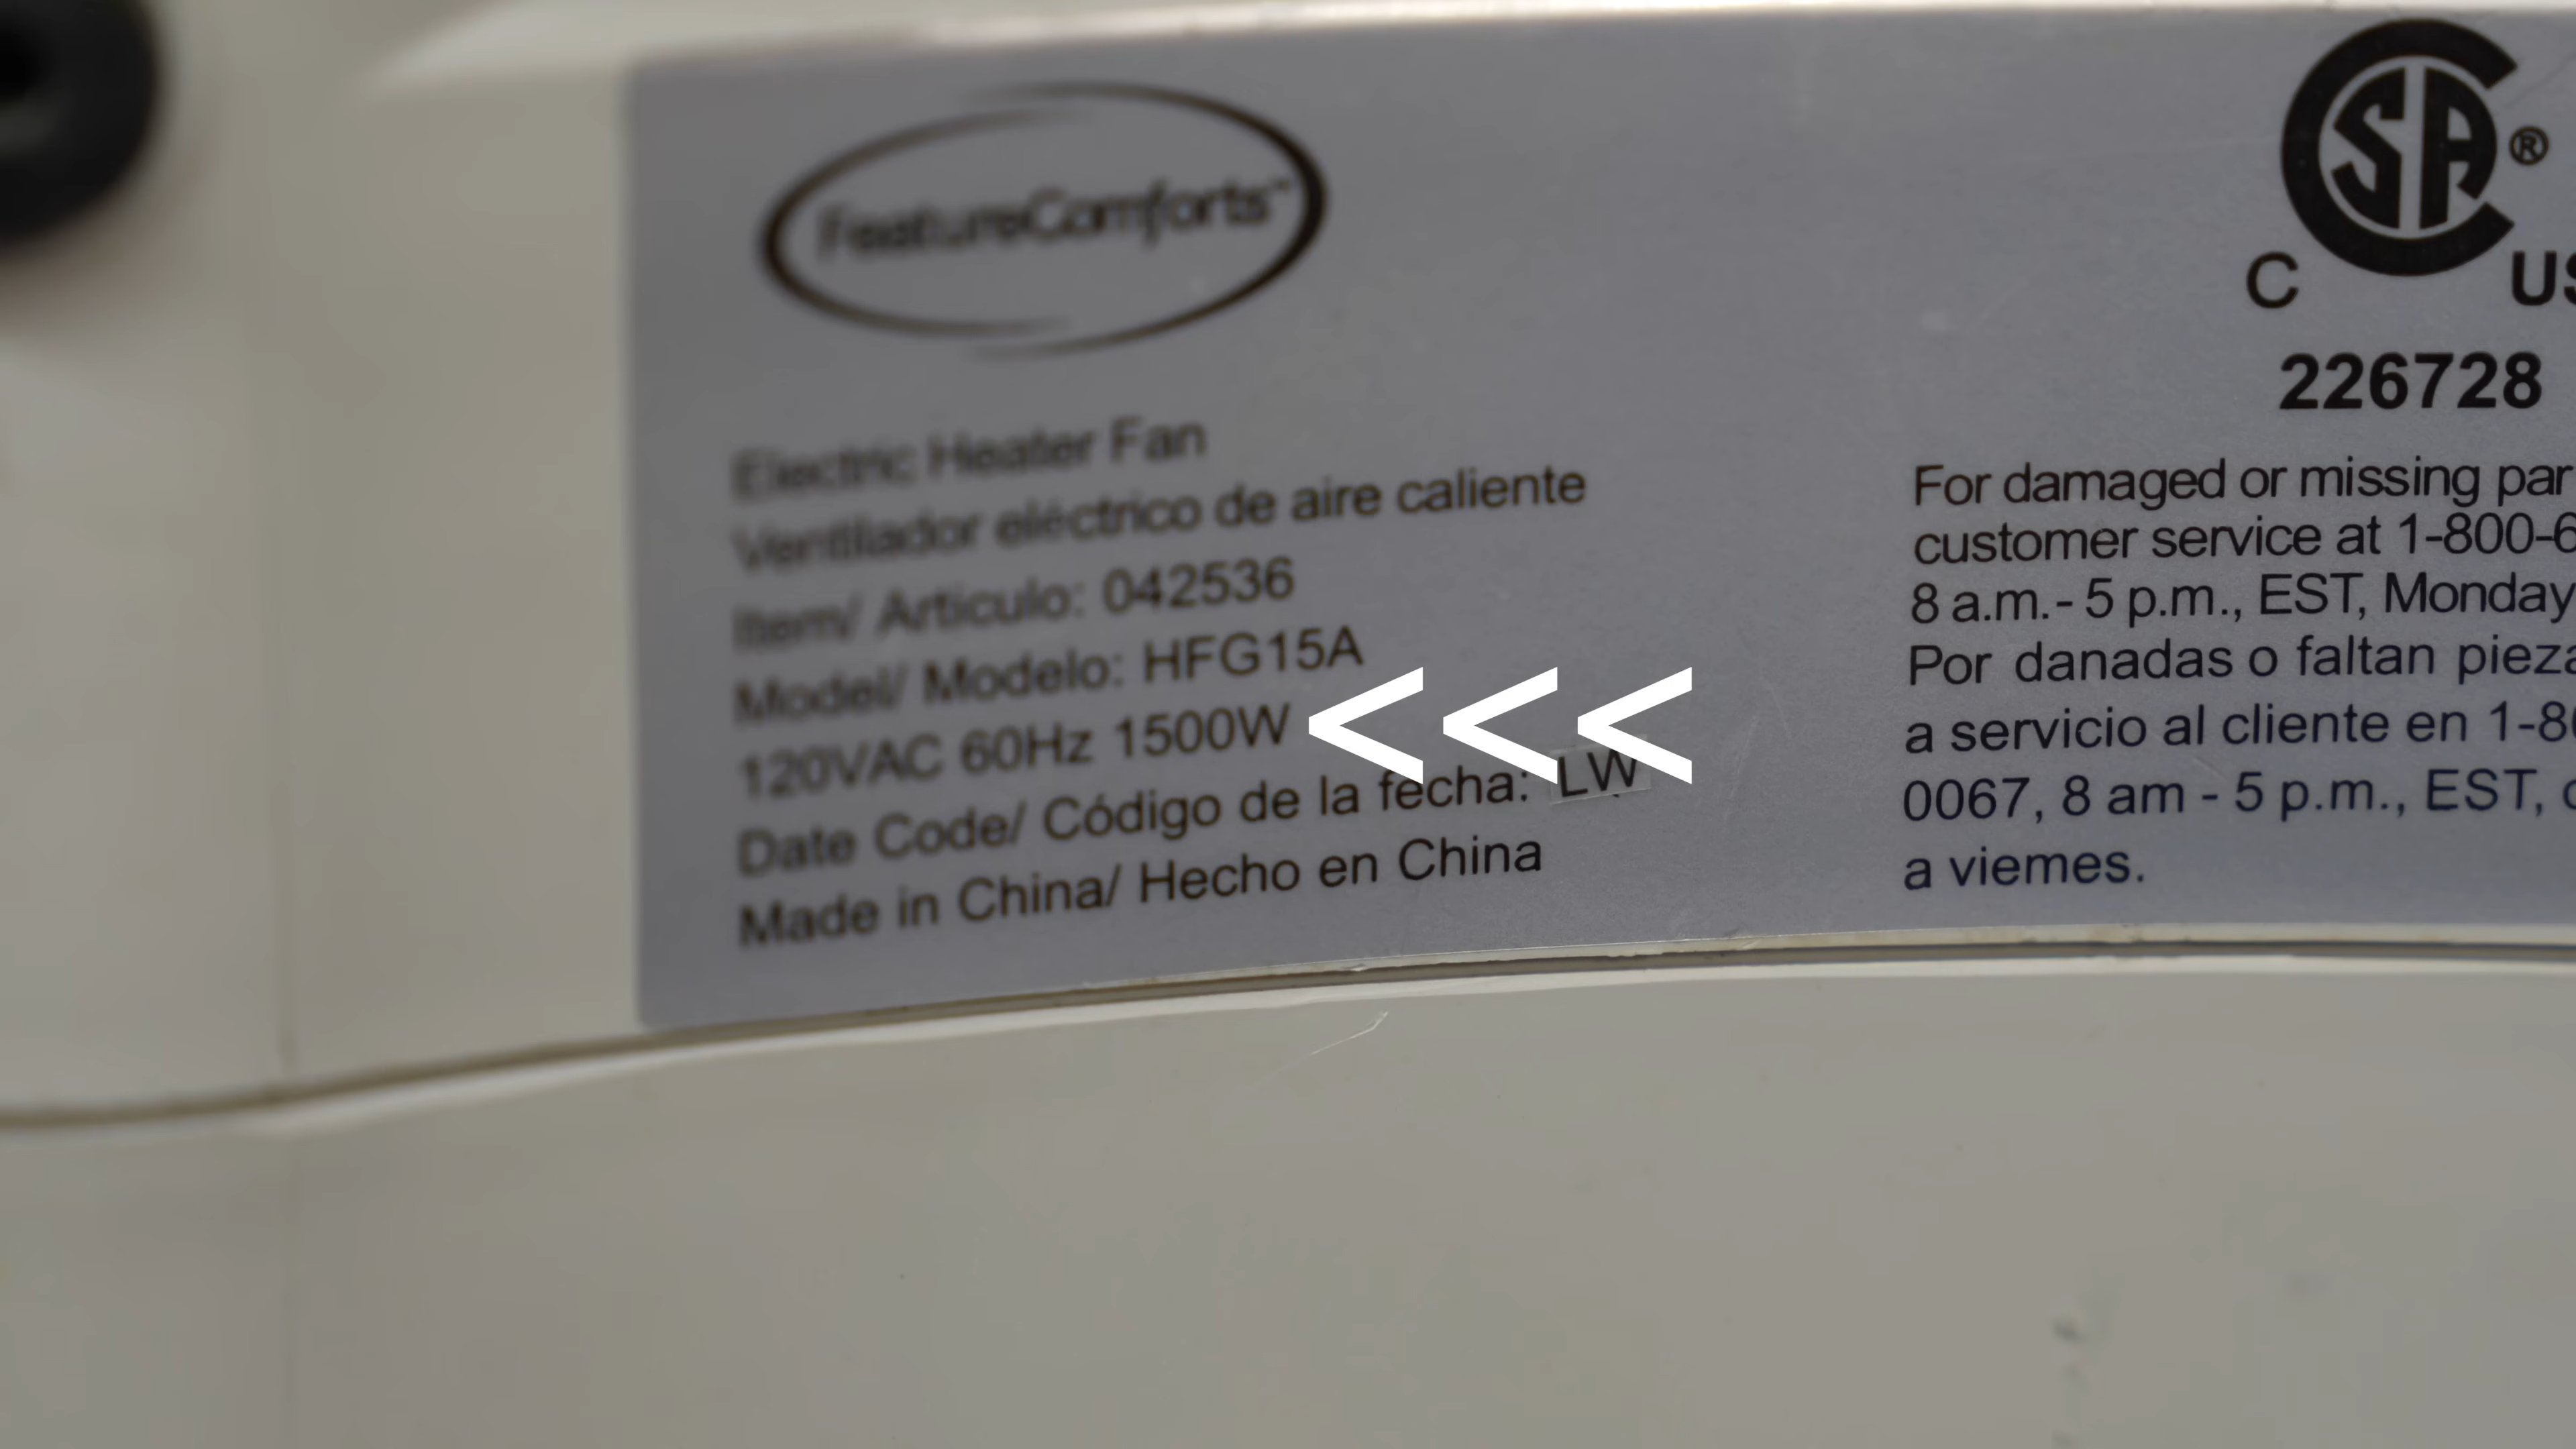 FeatureComforts™
Electric Heater Fan
Ventilador eléctrico de aire caliente
Item/ Articulo: 042536
Model/ Modelo: HFG15A
120VAC 60Hz 1500W <<<
Date Code/ Código de la fecha: LW
Made in China/ Hecho en China
CSA®
C US
226728
For damaged or missing par
customer service at 1-800-6
8 a.m.- 5 p.m., EST, Monday
Por danadas o faltan pieza
a servicio al cliente en 1-80
0067, 8 am - 5 p.m., EST,
a viemes.